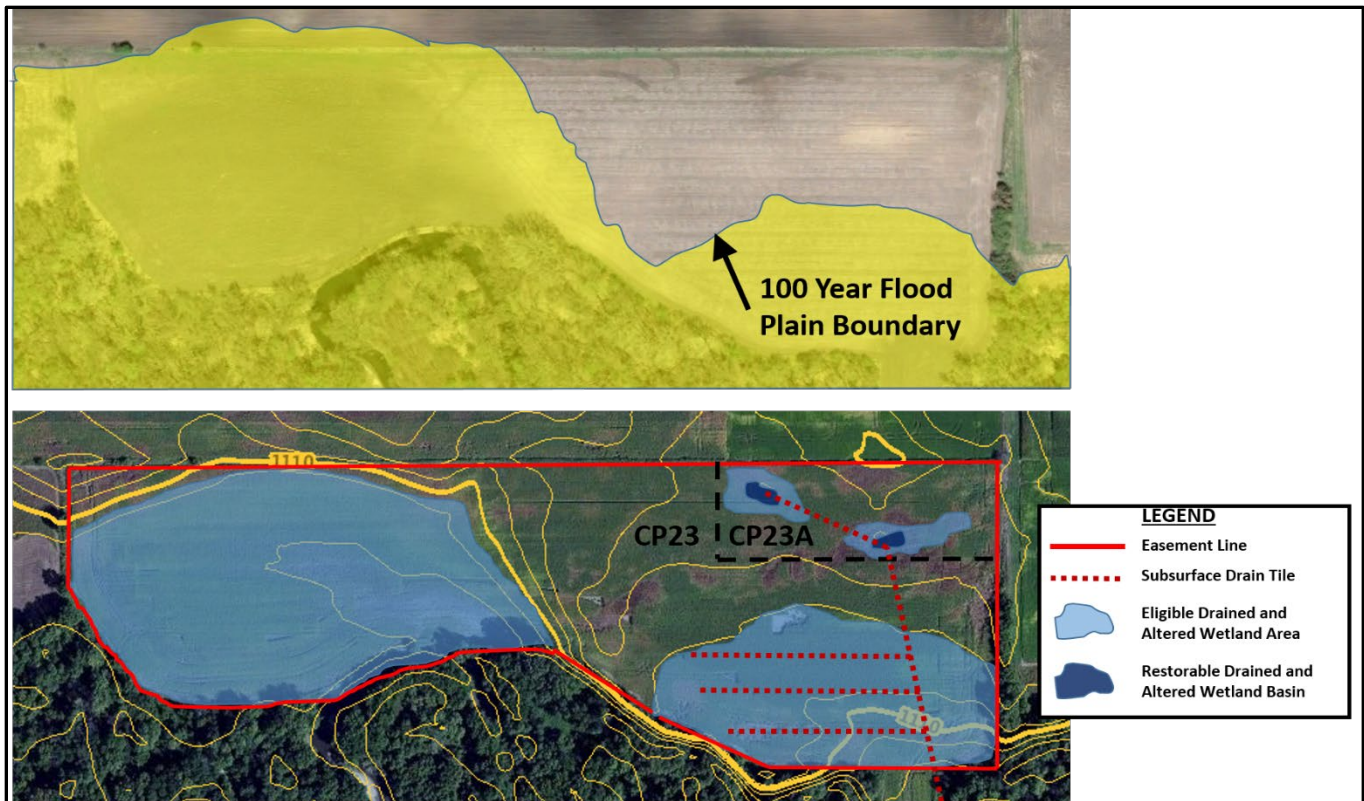 100 Year Flood
Plain Boundary
1110
CP23
CP23A
1110
LEGEND
Easement Line
Subsurface Drain Tile
Eligible Drained and
Altered Wetland Area
Restorable Drained and
Altered Wetland Basin